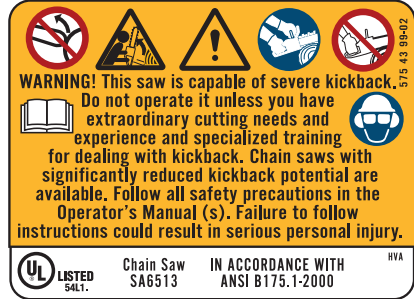 WARNING! This saw is capable of severe kickback.
Do not operate it unless you have
extraordinary cutting needs and
experience and specialized training
for dealing with kickback. Chain saws with
significantly reduced kickback potential are
available. Follow all safety precautions in the
Operator's Manual (s). Failure to follow
instructions could result in serious personal injury.
575 43 99-02
UL LISTED
54L1.
Chain Saw
SA6513
IN ACCORDANCE WITH
ANSI B175.1-2000
HVA